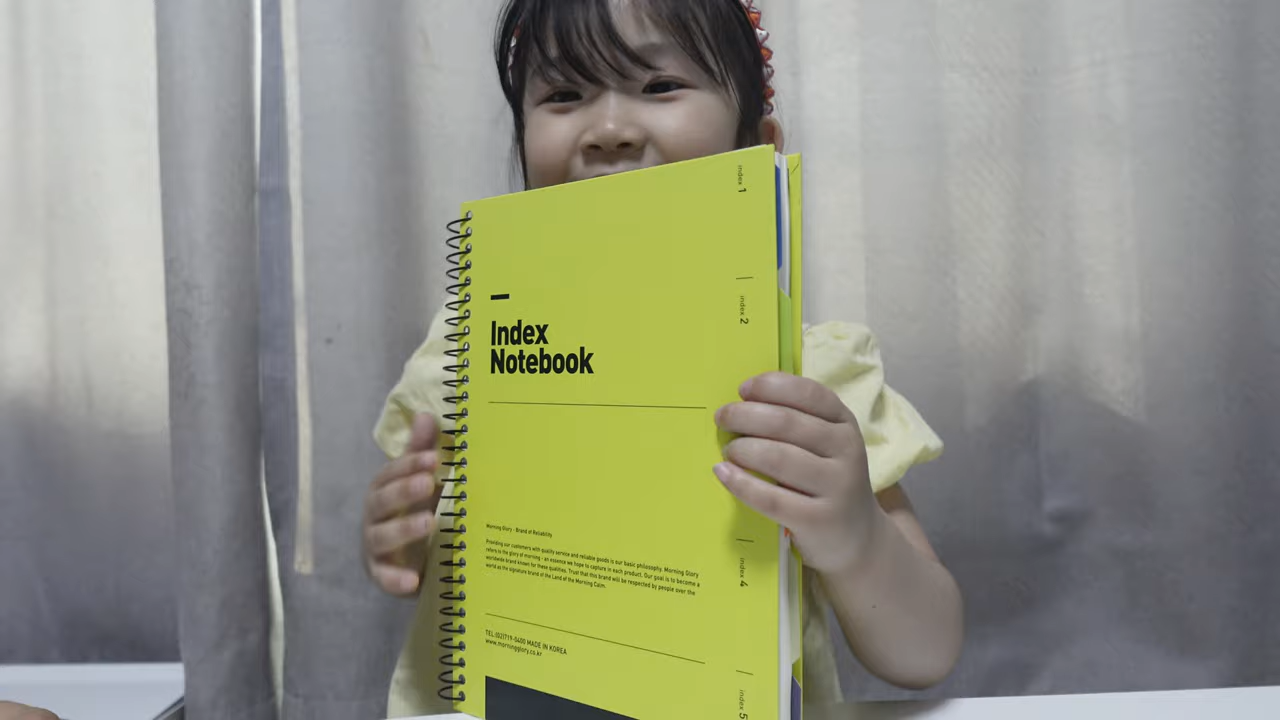 Index
Notebook
Morning Glory - Brand of Reliability
Providing our customers with quality service and reliable goods is our basic philosophy. Morning Glory
refers to the glory of morning - an essence we hope to capture in each product. Our goal is to become a
worldwide brand known for these qualities. Trust that this brand will be respected by people over the
world as the signature brand of the Land of the Morning Calm.
TEL:(02)719-0400 MADE IN KOREA
www.morningglory.co.kr
index 1
index 2
index 4
index 5